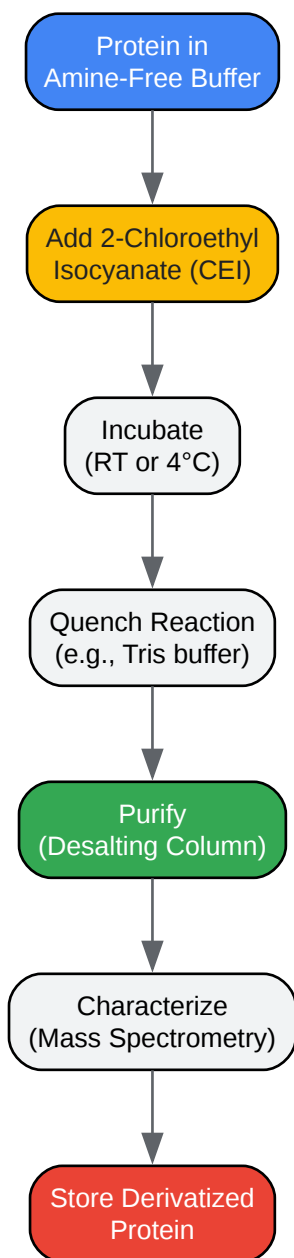 Protein in
Amine-Free Buffer
Add 2-Chloroethyl
Isocyanate (CEI)
Incubate
(RT or 4°C)
Quench Reaction
(e.g., Tris buffer)
Purify
(Desalting Column)
Characterize
(Mass Spectrometry)
Store Derivatized
Protein